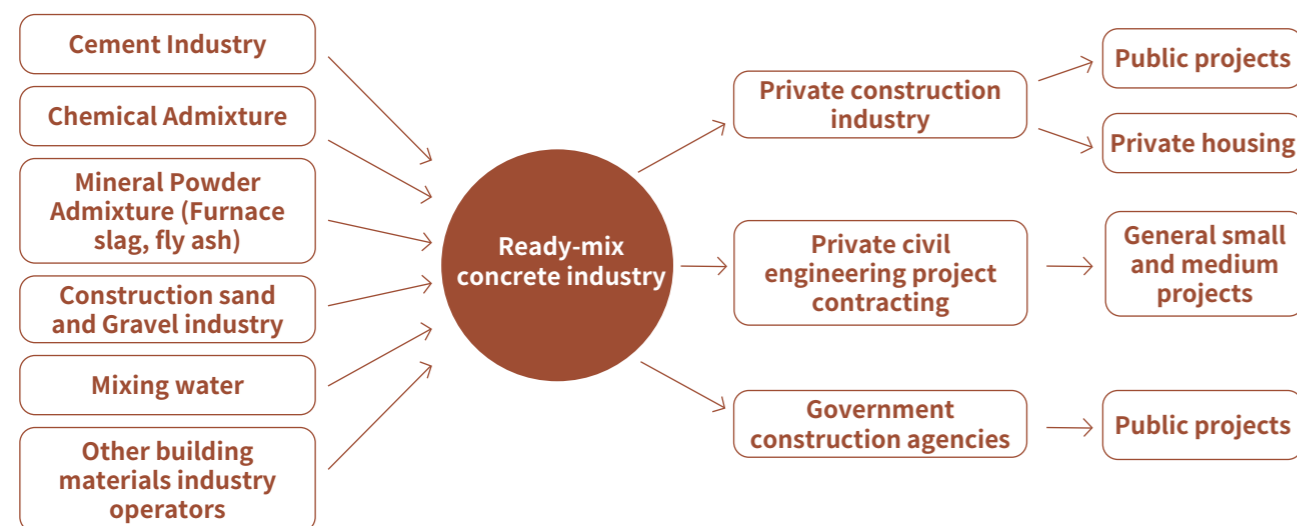 Cement Industry
Chemical Admixture
Mineral Powder
Admixture (Furnace
slag, fly ash)
Construction sand
and Gravel industry
Mixing water
Other building
materials industry
operators
Ready-mix
concrete industry
Private construction
industry
Private civil
engineering project
contracting
Government
construction agencies
Public projects
Private housing
General small
and medium
projects
Public projects